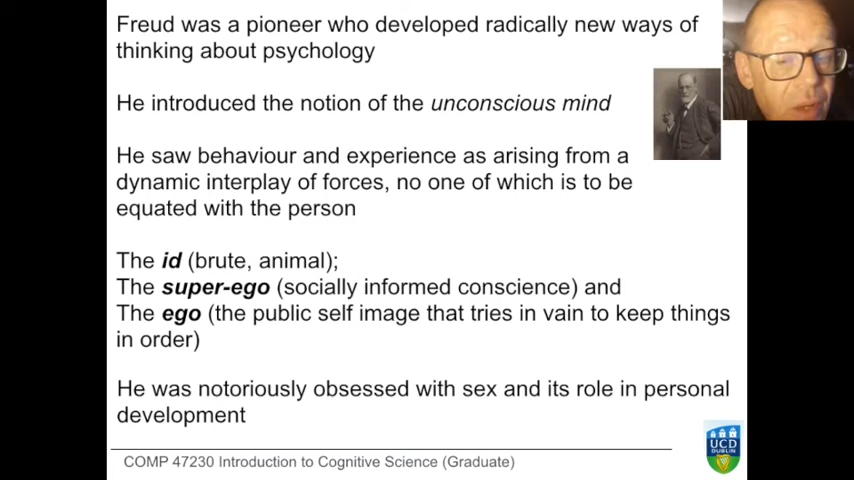 Freud was a pioneer who developed radically new ways of
thinking about psychology
He introduced the notion of the unconscious mind
He saw behaviour and experience as arising from a
dynamic interplay of forces, no one of which is to be
equated with the person
The id (brute, animal);
The super-ego (socially informed conscience) and
The ego (the public self image that tries in vain to keep things
in order)
He was notoriously obsessed with sex and its role in personal
development
COMP 47230 Introduction to Cognitive Science (Graduate)
UCD
DUBLIN